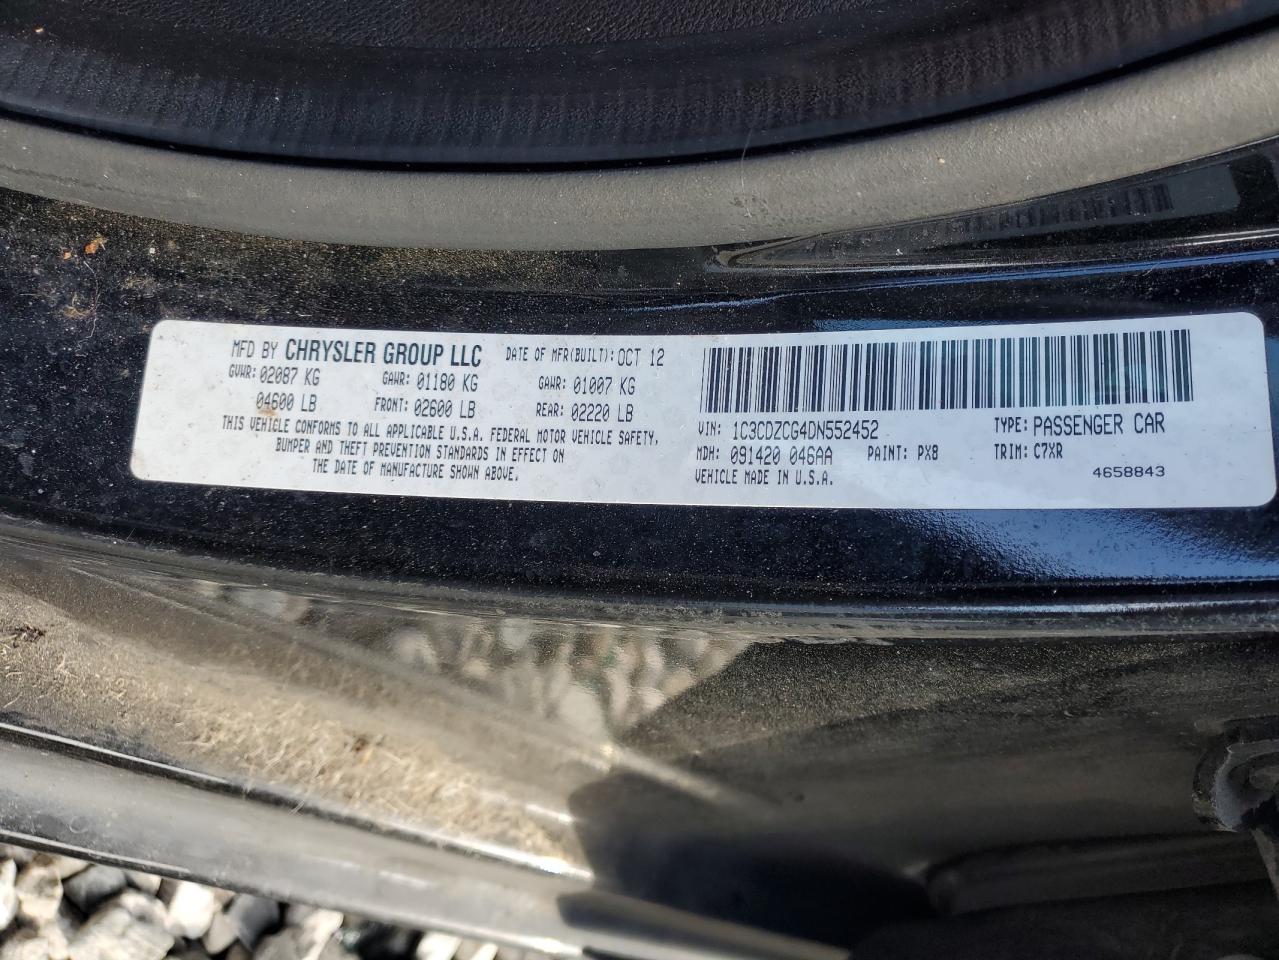 MFD BY CHRYSLER GROUP LLC DATE OF MFR(BUILT): OCT 12
GVWR: 02087 KG GAWR: 01180 KG GAWR: 01007 KG
04600 LB FRONT: 02600 LB REAR: 02220 LB
THIS VEHICLE CONFORMS TO ALL APPLICABLE U.S.A. FEDERAL MOTOR VEHICLE SAFETY,
BUMPER AND THEFT PREVENTION STANDARDS IN EFFECT ON
THE DATE OF MANUFACTURE SHOWN ABOVE.
VIN: 1C3CDZCG4DN552452 TYPE: PASSENGER CAR
MDH: 091420 046AA PAINT: PX8 TRIM: C7XR
VEHICLE MADE IN U.S.A. 4658843